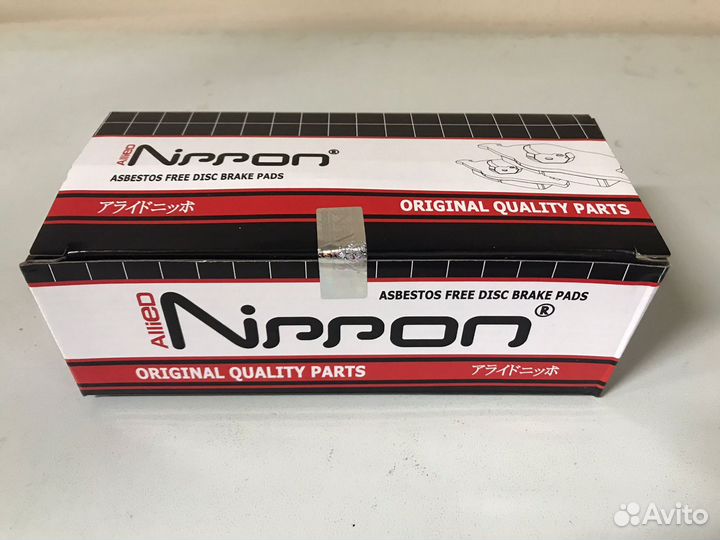 Allied Nippon®
ASBESTOS FREE DISC BRAKE PADS
アライドニッポ ORIGINAL QUALITY PARTS
ASBESTOS FREE DISC BRAKE PADS
Allied Nippon®
ORIGINAL QUALITY PARTS アライドニッポ
Avito